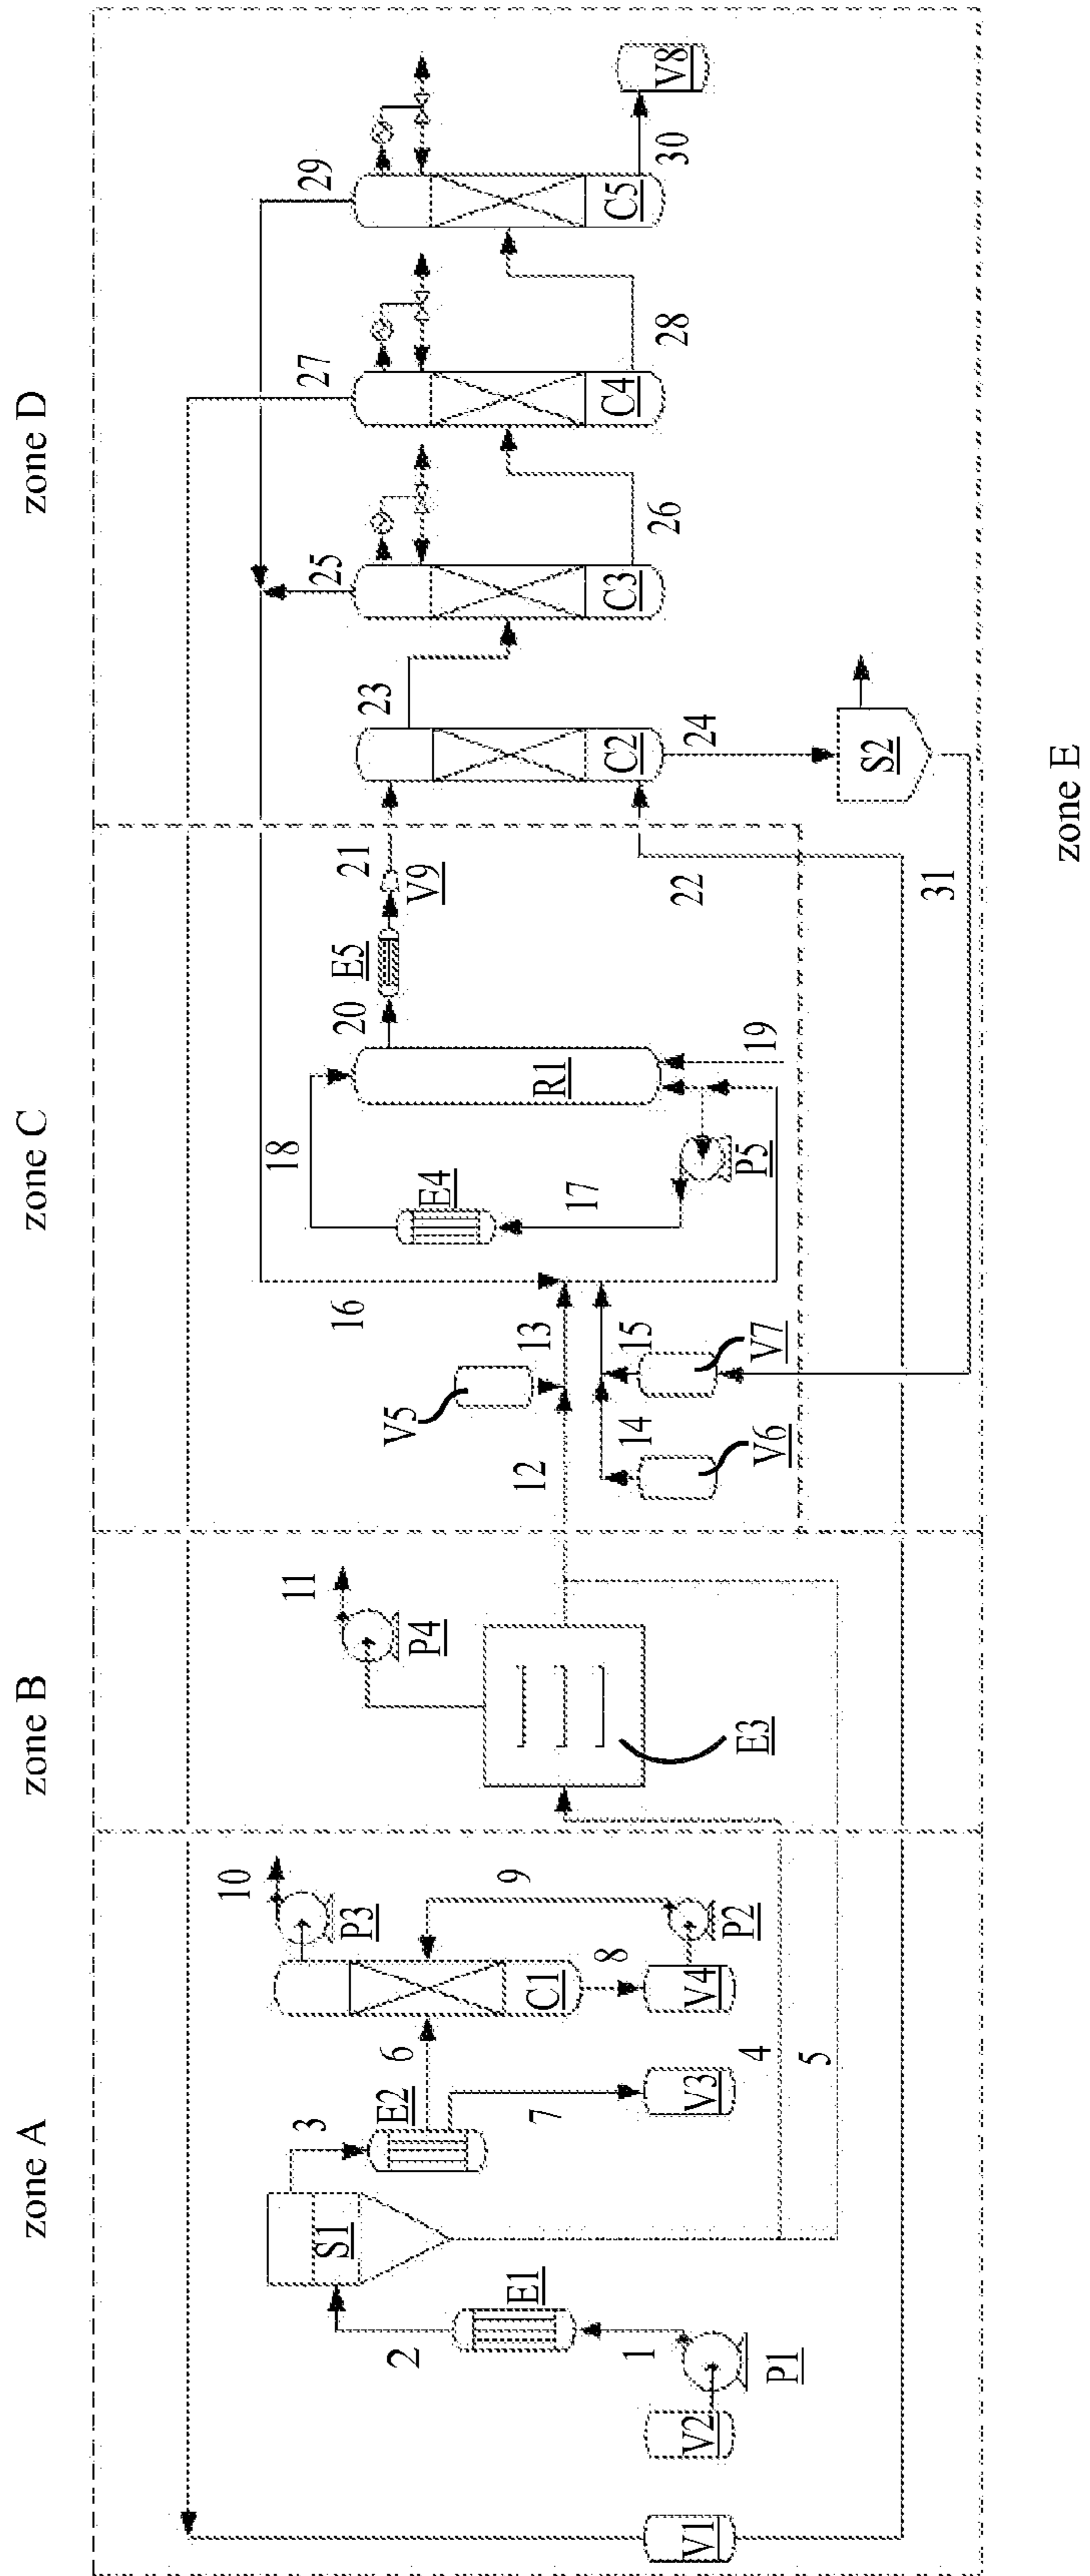 zone A
zone B
zone C
zone D
zone E
V1
V2
P1
1
E1
2
S1
3
E2
6
7
V3
C1
8
V4
P2
9
P3
10
4
5
E3
P4
11
12
V5
13
V6
14
V7
15
16
17
P5
E4
18
R1
19
20
E5
V9
21
22
C2
23
24
S2
31
C3
25
26
C4
27
28
C5
29
30
V8